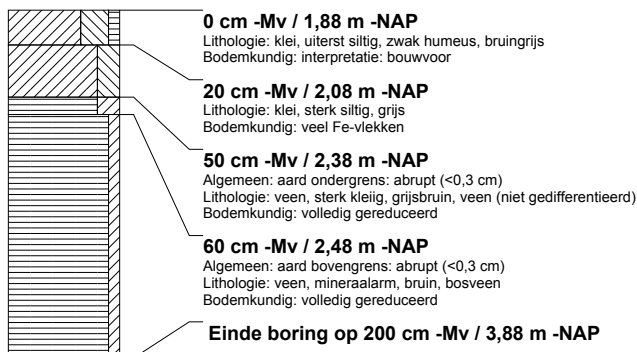 0 cm -Mv / 1,88 m -NAP
Lithologie: klei, uiterst siltig, zwak humeus, bruingrijs
Bodemkundig: interpretatie: bouwvoor
20 cm -Mv / 2,08 m -NAP
Lithologie: klei, sterk siltig, grijs
Bodemkundig: veel Fe-vlekken
50 cm -Mv / 2,38 m -NAP
Algemeen: aard ondergrens: abrupt (<0,3 cm)
Lithologie: veen, sterk kleiig, grijsbruin, veen (niet gedifferentieerd)
Bodemkundig: volledig gereduceerd
60 cm -Mv / 2,48 m -NAP
Algemeen: aard bovengrens: abrupt (<0,3 cm)
Lithologie: veen, mineraalarm, bruin, bosveen
Bodemkundig: volledig gereduceerd
Einde boring op 200 cm -Mv / 3,88 m -NAP